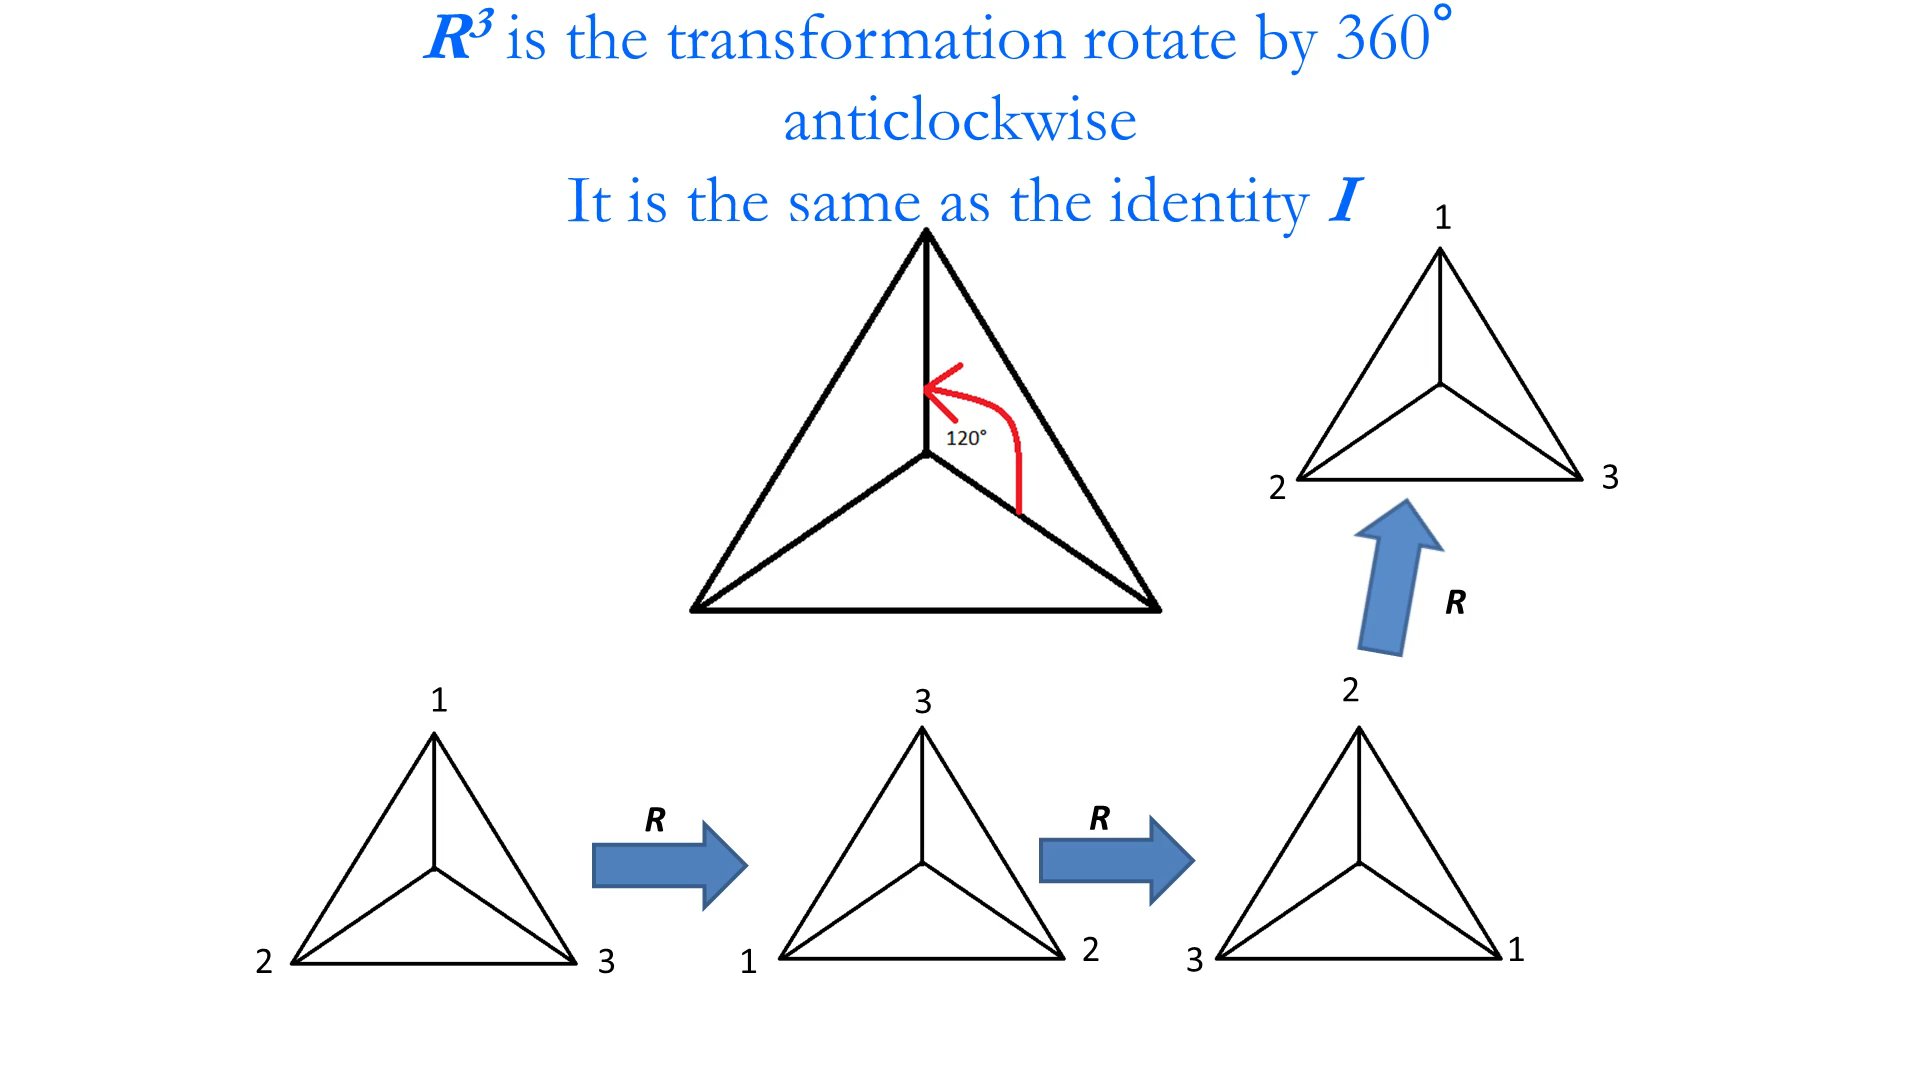 R³ is the transformation rotate by 360°
anticlockwise
It is the same as the identity I
1
2
3
120°
R
1
2
3
R
3
1
2
R
2
3
1